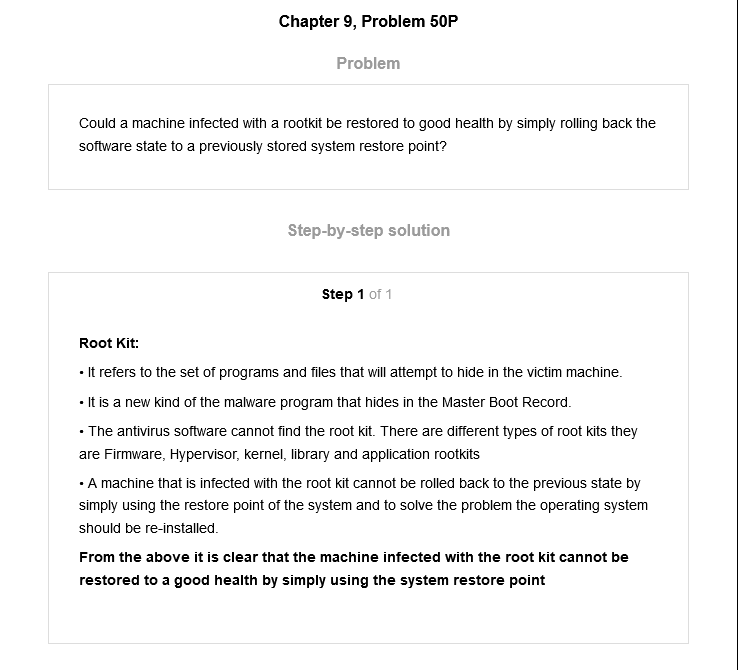 Chapter 9, Problem 50P
Problem
Could a machine infected with a rootkit be restored to good health by simply rolling back the
software state to a previously stored system restore point?
Step-by-step solution
Step 1 of 1
Root Kit:
• It refers to the set of programs and files that will attempt to hide in the victim machine.
• It is a new kind of the malware program that hides in the Master Boot Record.
• The antivirus software cannot find the root kit. There are different types of root kits they
are Firmware, Hypervisor, kernel, library and application rootkits
• A machine that is infected with the root kit cannot be rolled back to the previous state by
simply using the restore point of the system and to solve the problem the operating system
should be re-installed.
From the above it is clear that the machine infected with the root kit cannot be
restored to a good health by simply using the system restore point